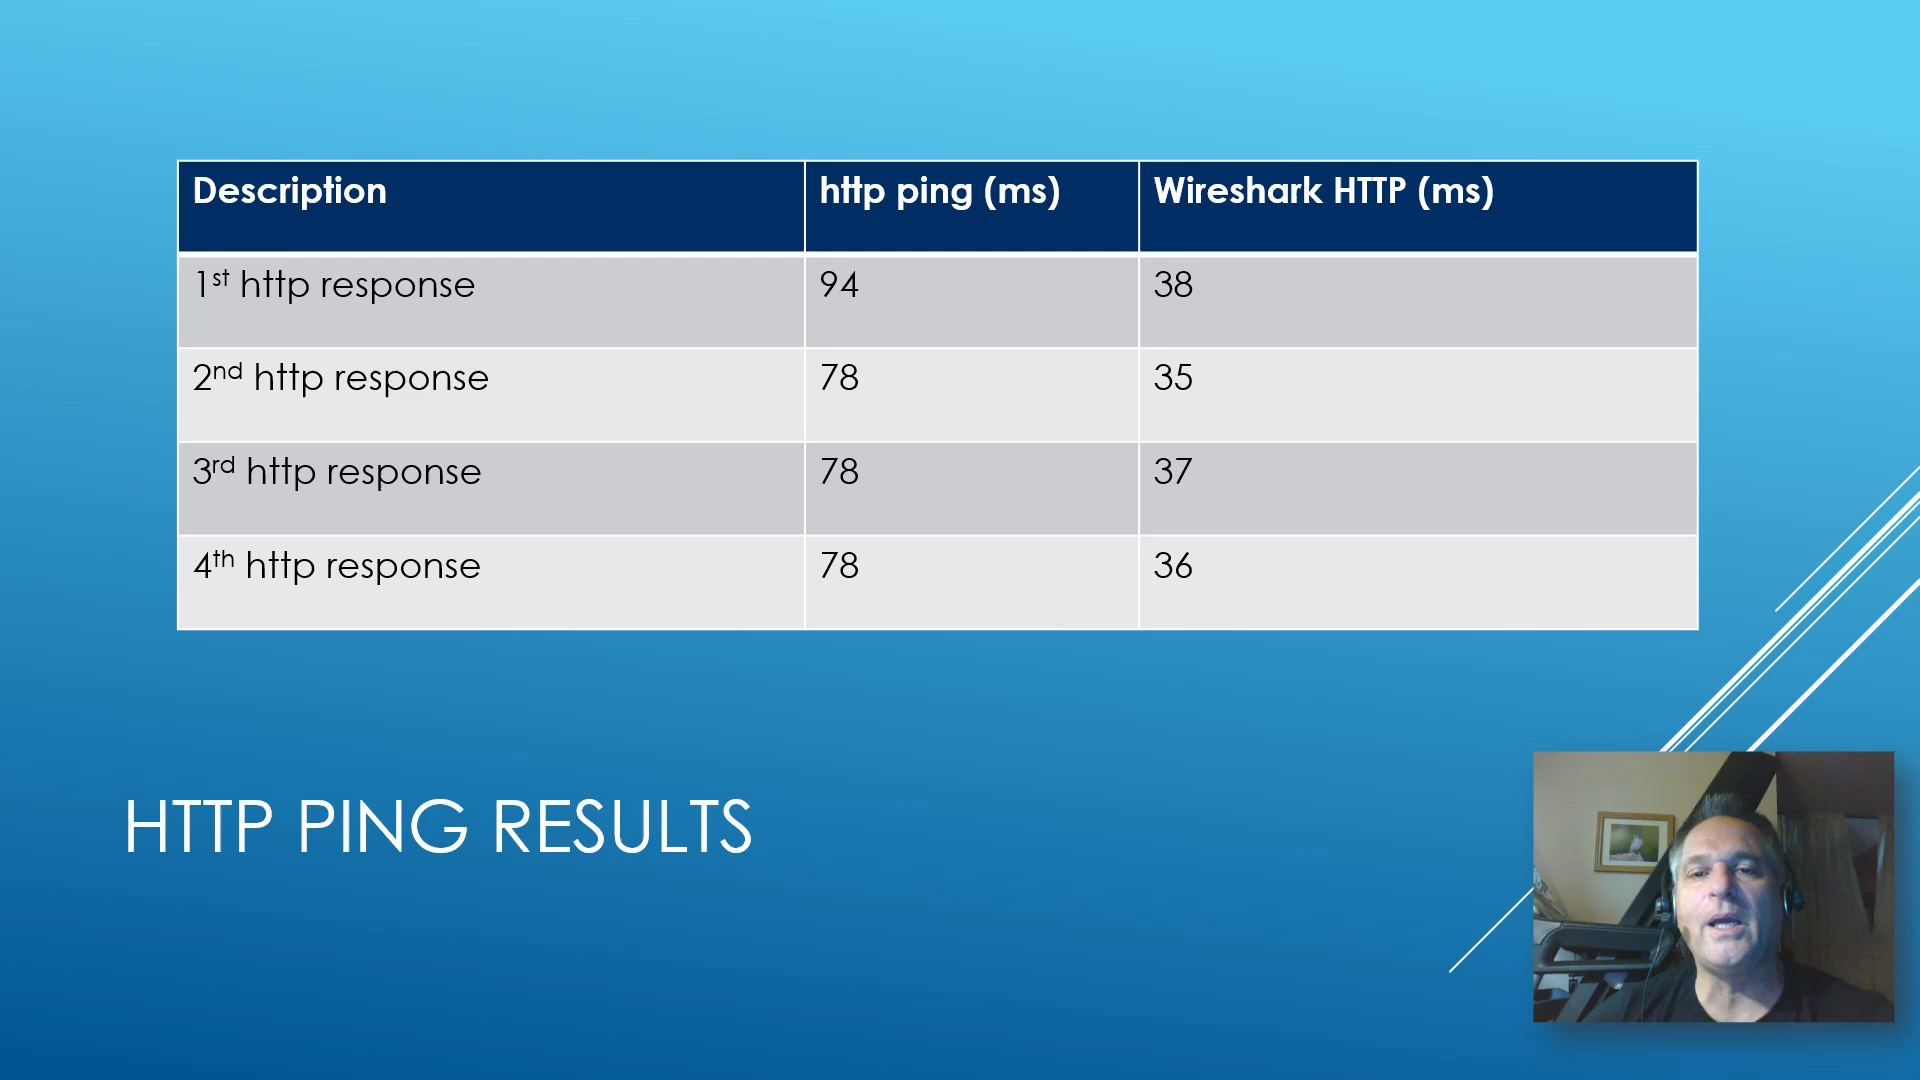 Description http ping (ms) Wireshark HTTP (ms)
1st http response 94 38
2nd http response 78 35
3rd http response 78 37
4th http response 78 36
HTTP PING RESULTS